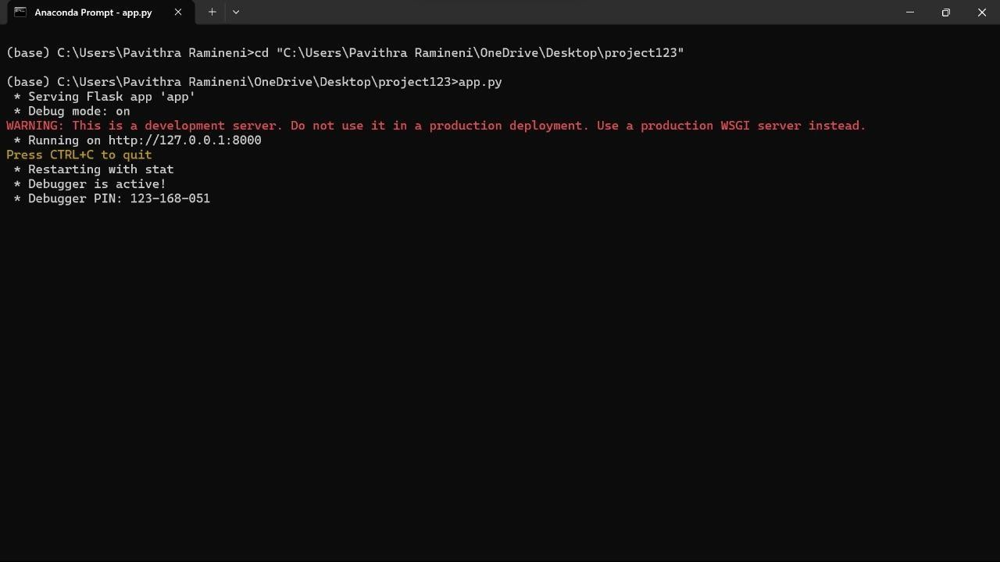 Anaconda Prompt - app.py
(base) C:\Users\Pavithra Ramineni>cd "C:\Users\Pavithra Ramineni\OneDrive\Desktop\project123"
(base) C:\Users\Pavithra Ramineni\OneDrive\Desktop\project123>app.py
 * Serving Flask app 'app'
 * Debug mode: on
WARNING: This is a development server. Do not use it in a production deployment. Use a production WSGI server instead.
 * Running on http://127.0.0.1:8000
Press CTRL+C to quit
 * Restarting with stat
 * Debugger is active!
 * Debugger PIN: 123-168-051